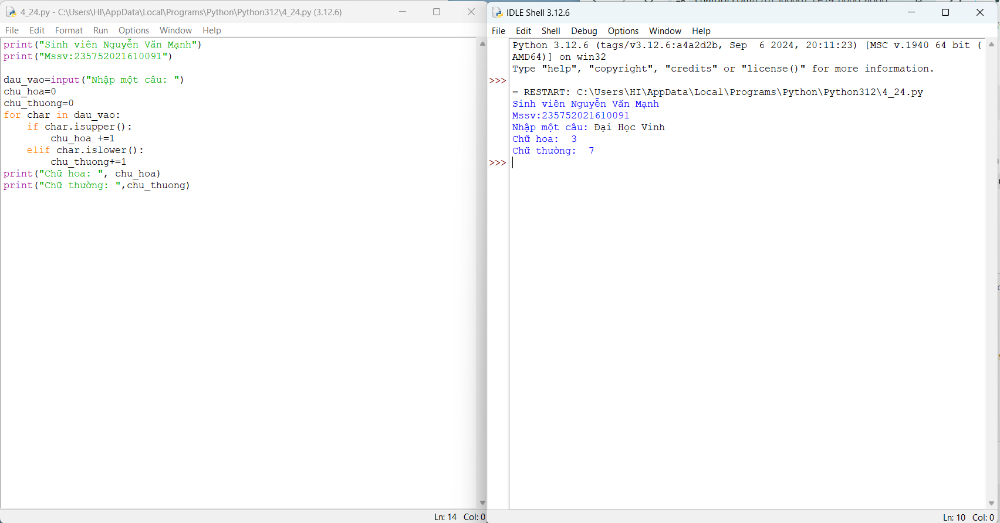 4_24.py - C:\Users\HI\AppData\Local\Programs\Python\Python312\4_24.py (3.12.6)
File Edit Format Run Options Window Help
print("Sinh viên Nguyễn Văn Mạnh")
print("Mssv:235752021610091")
dau_vao=input("Nhập một câu: ")
chu_hoa=0
chu_thuong=0
for char in dau_vao:
    if char.isupper():
        chu_hoa +=1
    elif char.islower():
        chu_thuong+=1
print("Chữ hoa: ", chu_hoa)
print("Chữ thường: ",chu_thuong)
Ln: 14 Col: 0
IDLE Shell 3.12.6
File Edit Shell Debug Options Window Help
Python 3.12.6 (tags/v3.12.6:a4a2d2b, Sep  6 2024, 20:11:23) [MSC v.1940 64 bit (
AMD64)] on win32
Type "help", "copyright", "credits" or "license()" for more information.
>>>
= RESTART: C:\Users\HI\AppData\Local\Programs\Python\Python312\4_24.py
Sinh viên Nguyễn Văn Mạnh
Mssv:235752021610091
Nhập một câu: Đại Học Vinh
Chữ hoa:  3
Chữ thường:  7
>>>
Ln: 10 Col: 0